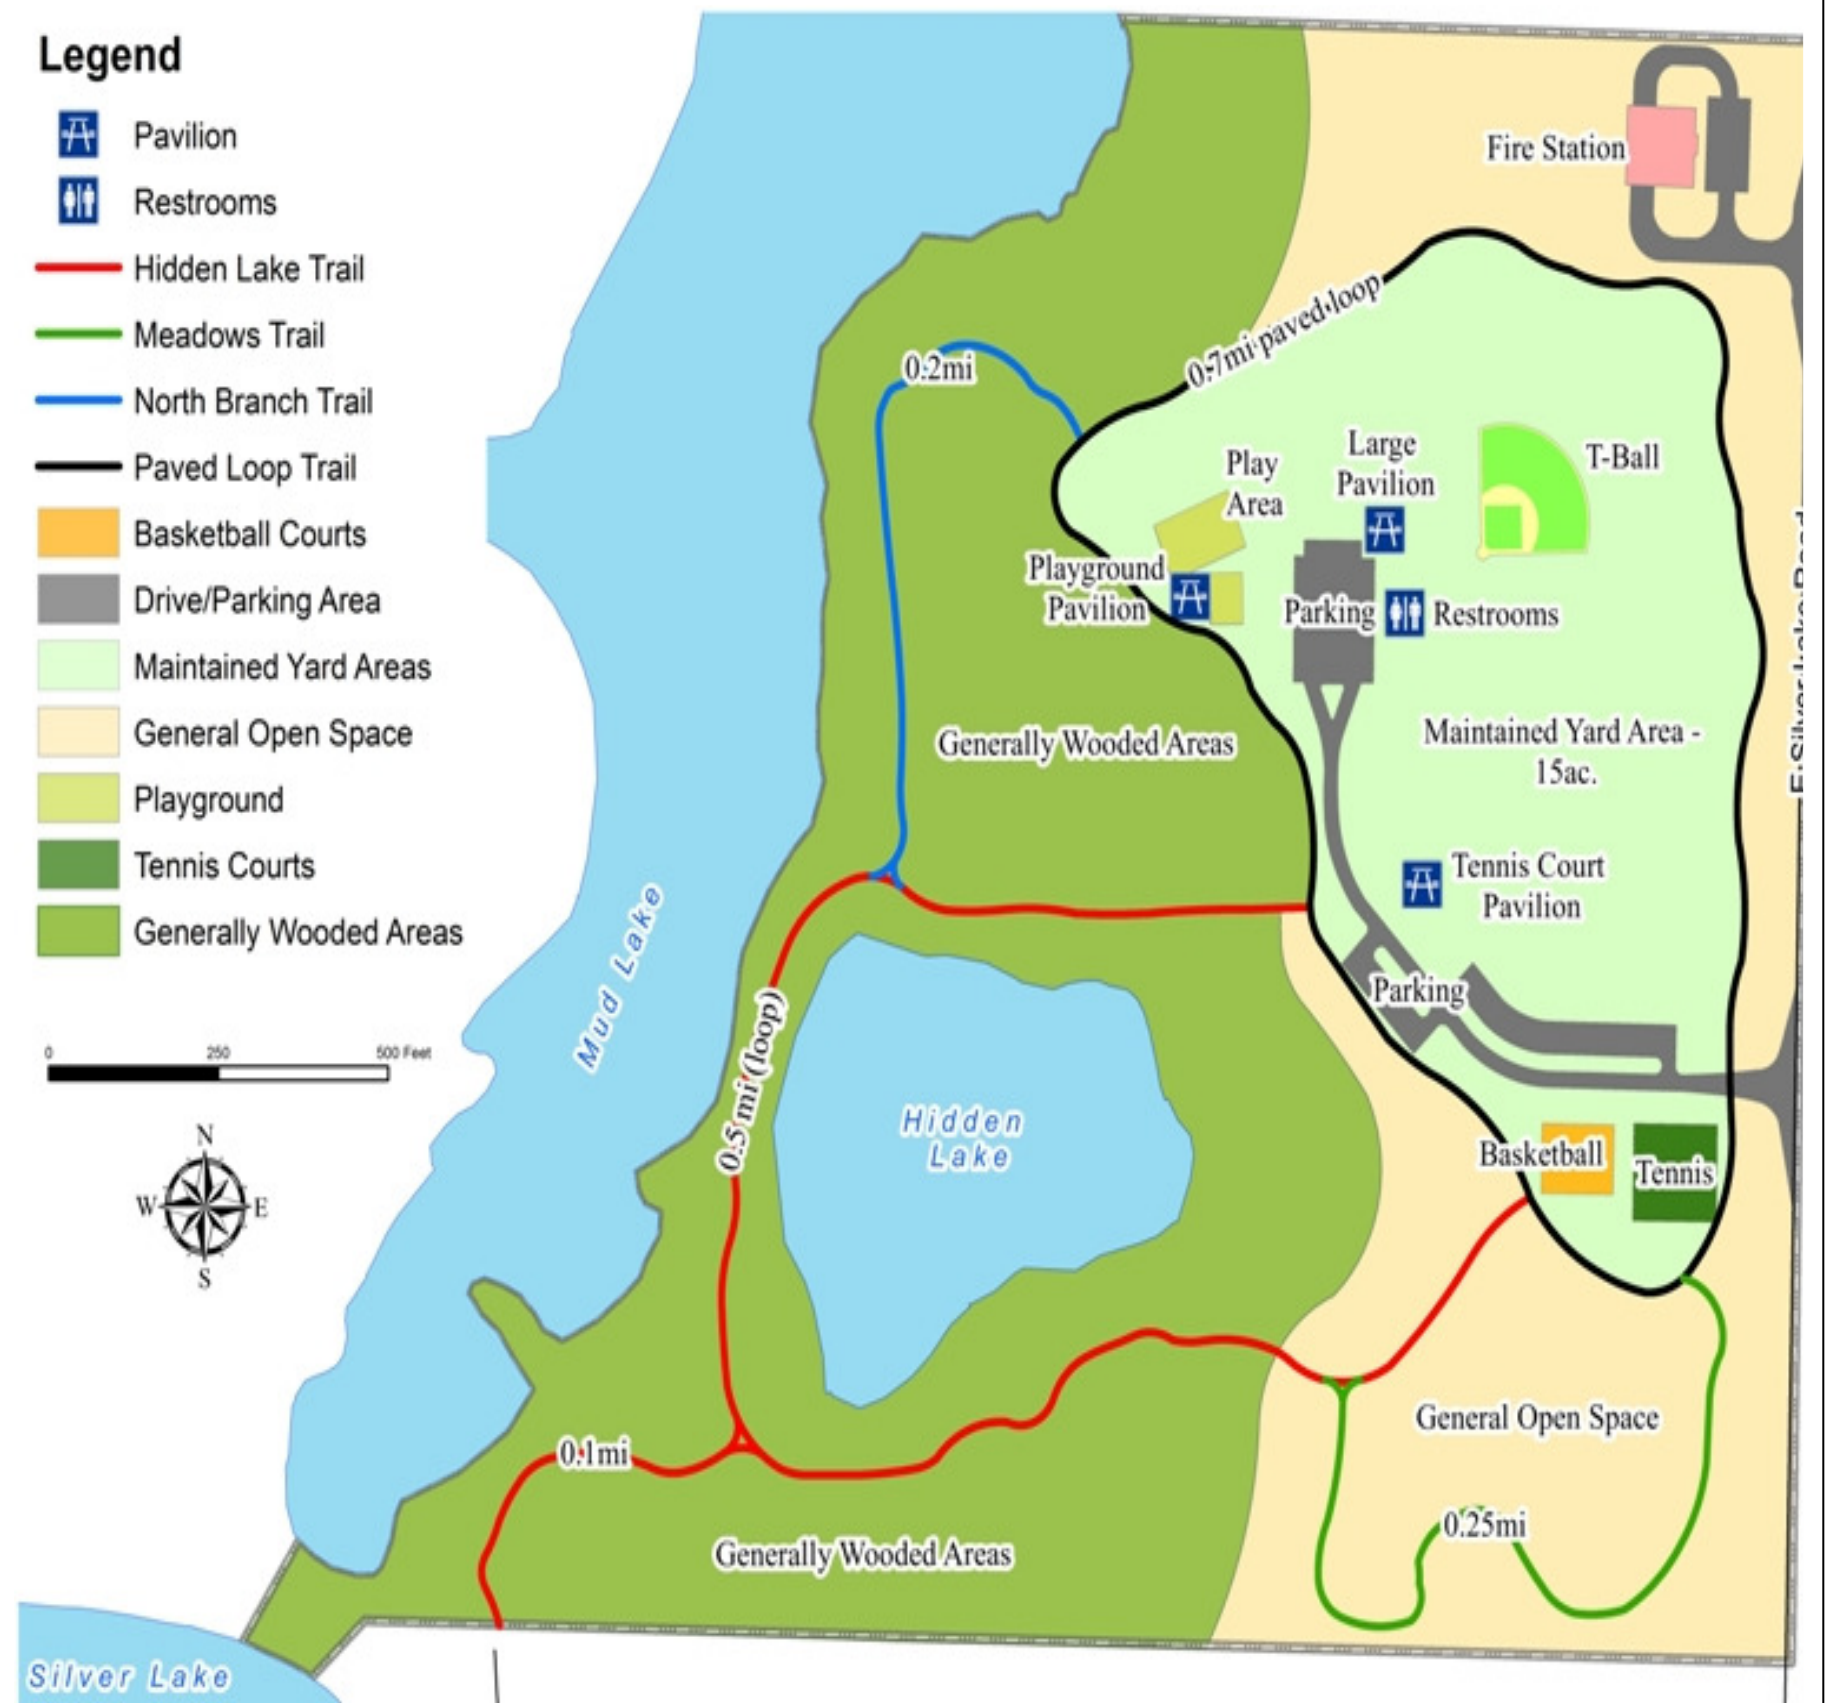 Legend
Pavilion
Restrooms
Hidden Lake Trail
Meadows Trail
North Branch Trail
Paved Loop Trail
Basketball Courts
Drive/Parking Area
Maintained Yard Areas
General Open Space
Playground
Tennis Courts
Generally Wooded Areas
0 250 500 Feet
N
W E
S
Fire Station
0.7mi paved loop
0.2mi
Play
Area
Large
Pavilion
T-Ball
Playground
Pavilion
Parking
Restrooms
Generally Wooded Areas
Maintained Yard Area -
15ac.
Tennis Court
Pavilion
Parking
Mud Lake
0.5 mi (loop)
Hidden
Lake
Basketball
Tennis
General Open Space
0.1mi
0.25mi
Generally Wooded Areas
Silver Lake